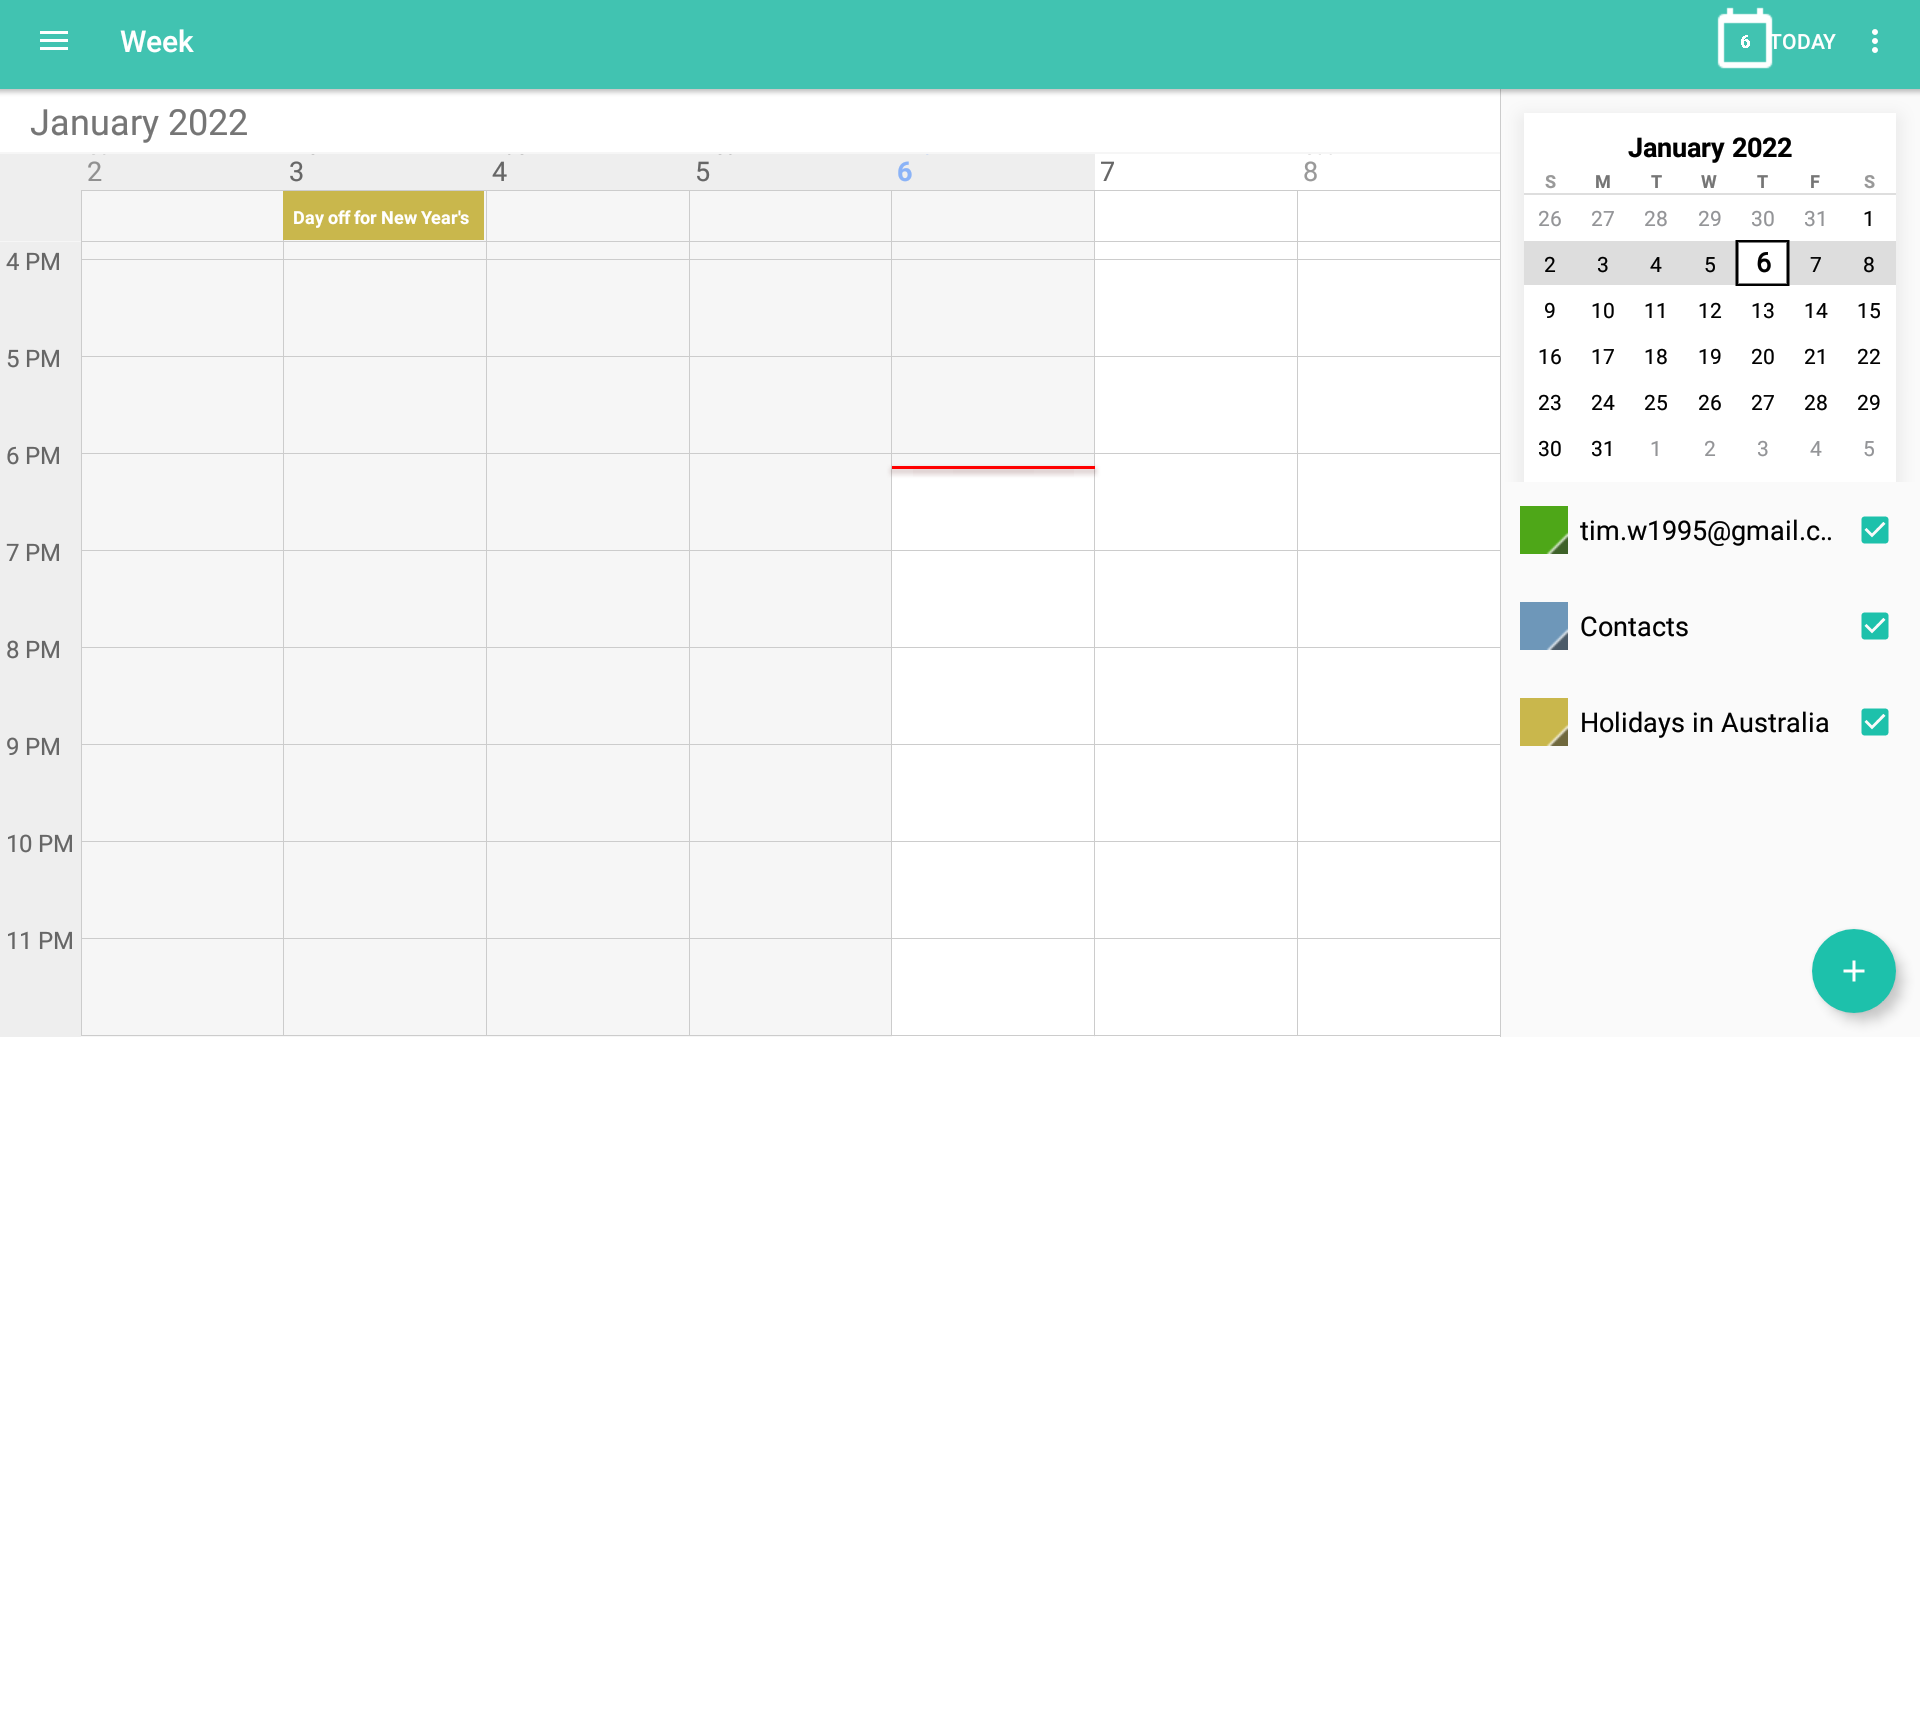 Week
6 TODAY
January 2022
2 3 4 5 6 7 8
Day off for New Year's
4 PM
5 PM
6 PM
7 PM
8 PM
9 PM
10 PM
11 PM
January 2022
S M T W T F S
26 27 28 29 30 31 1
2 3 4 5 6 7 8
9 10 11 12 13 14 15
16 17 18 19 20 21 22
23 24 25 26 27 28 29
30 31 1 2 3 4 5
tim.w1995@gmail.c..
Contacts
Holidays in Australia